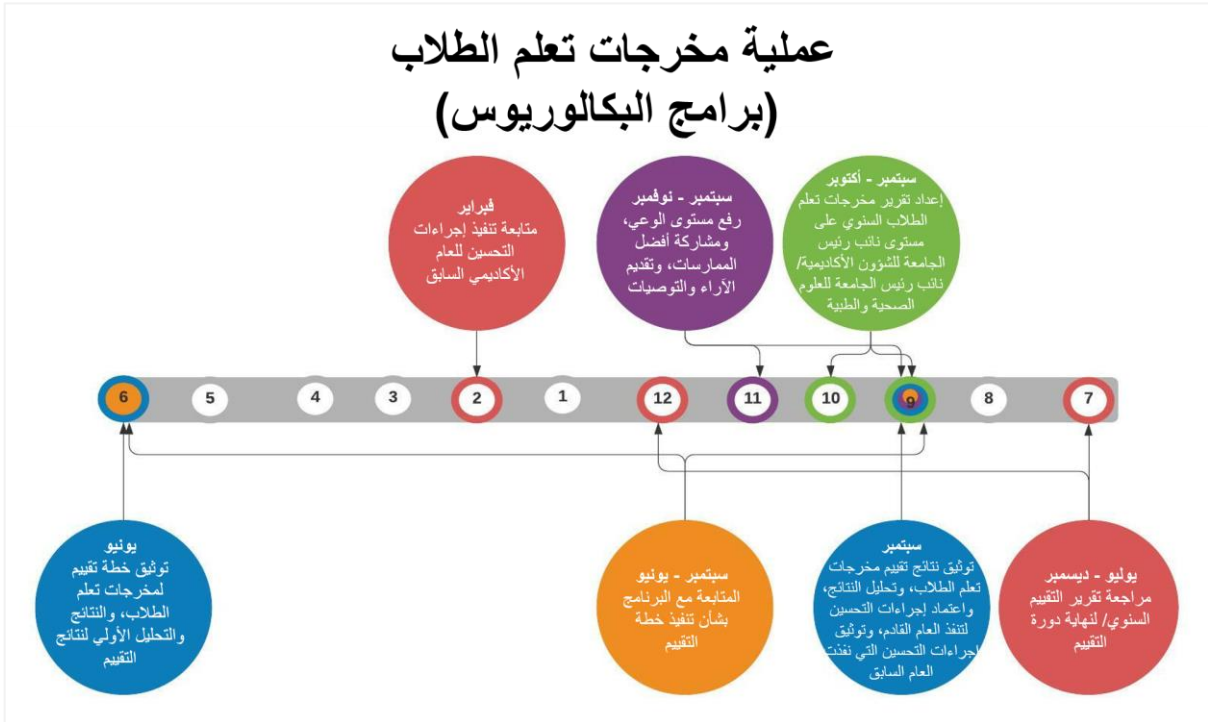 عملية مخرجات تعلم الطلاب
(برامج البكالوريوس)
سبتمبر - أكتوبر
إعداد تقرير مخرجات تعلم
الطلاب السنوي على
مستوى نائب رئيس
الجامعة للشؤون الأكاديمية/
نائب رئيس الجامعة للعلوم
الصحية والطبية
سبتمبر - نوفمبر
رفع مستوى الوعي،
ومشاركة أفضل
الممارسات، وتقديم
الآراء والتوصيات
فبراير
متابعة تنفيذ إجراءات
التحسين للعام
الأكاديمي السابق
7
8
9
10
11
12
1
2
3
4
5
6
يوليو - ديسمبر
مراجعة تقرير التقييم
السنوي/ لنهاية دورة
التقييم
سبتمبر
توثيق نتائج تقييم مخرجات
تعلم الطلاب، وتحليل النتائج،
واعتماد إجراءات التحسين
لتنفذ العام القادم، وتوثيق
إجراءات التحسين التي نفذت
العام السابق
سبتمبر - يونيو
المتابعة مع البرنامج
بشأن تنفيذ خطة
التقييم
يونيو
توثيق خطة تقييم
لمخرجات تعلم
الطلاب، والنتائج
والتحليل الأولي لنتائج
التقييم